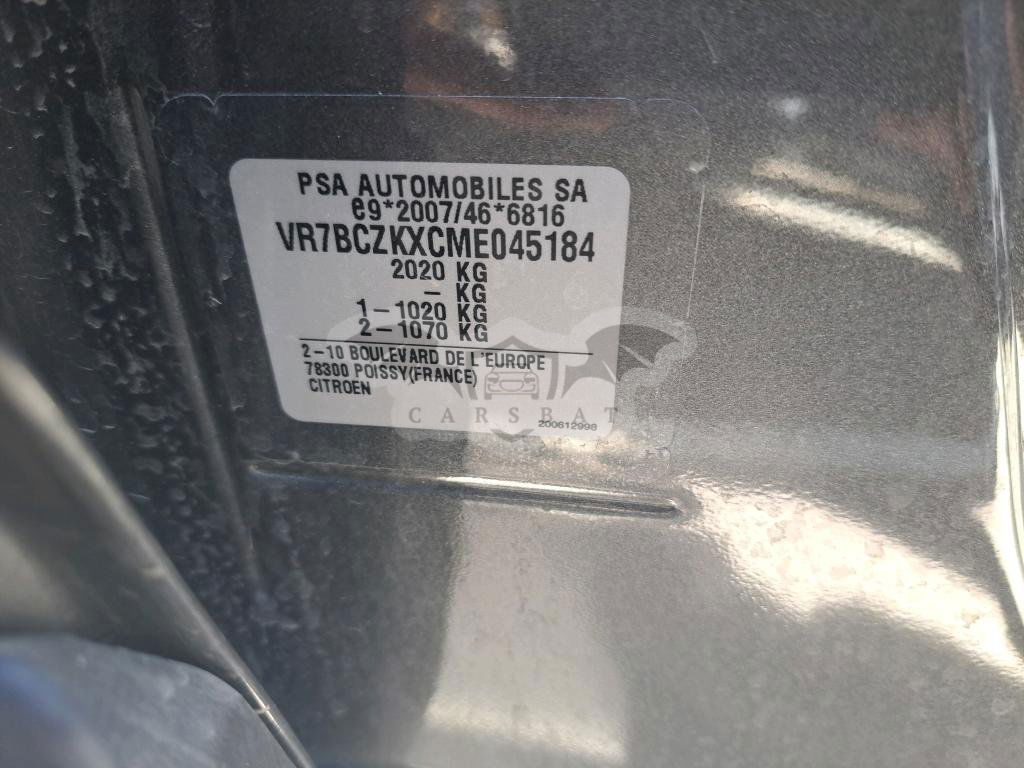 PSA AUTOMOBILES SA
e9*2007/46*6816
VR7BCZKXCME045184
2020 KG
– KG
1–1020 KG
2–1070 KG
2–10 BOULEVARD DE L'EUROPE
78300 POISSY(FRANCE)
CITROEN
CARSBAT
200612998